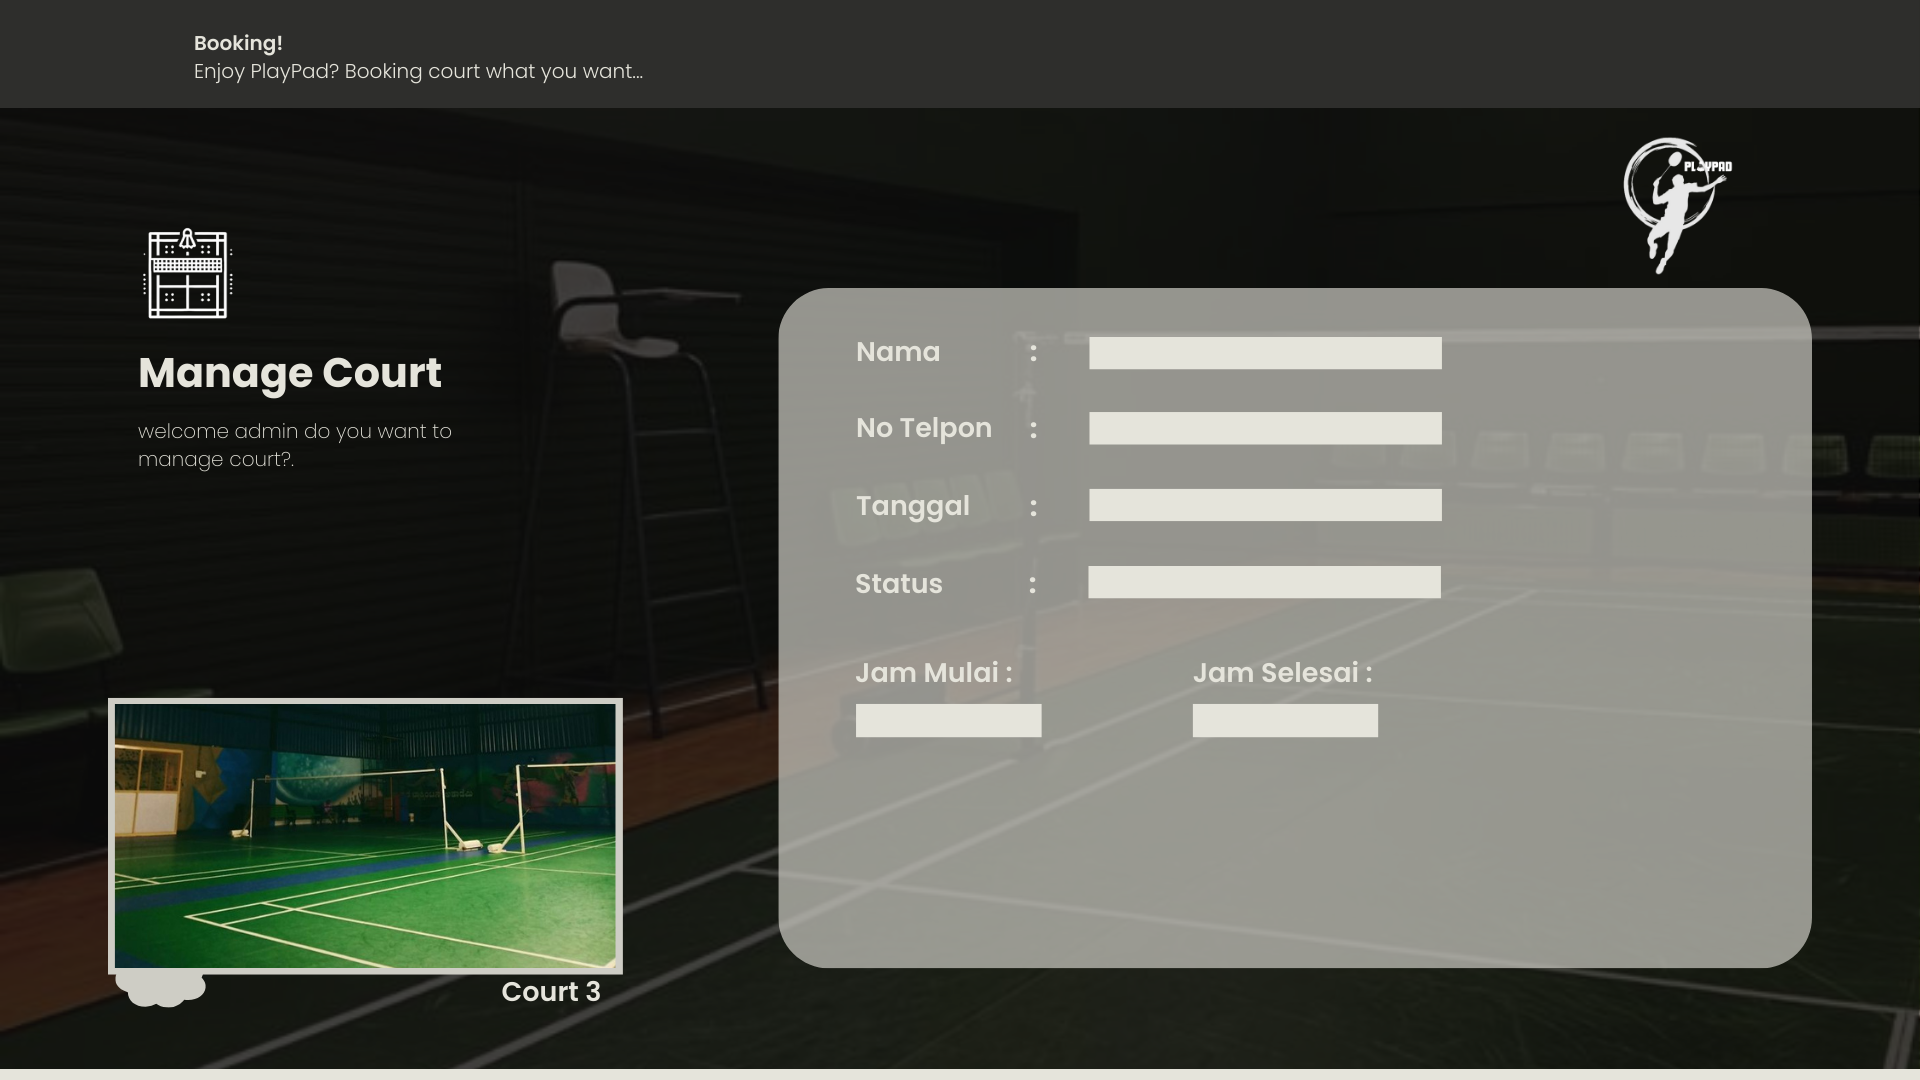 Booking!
Enjoy PlayPad? Booking court what you want...
PLAYPAD
Manage Court
welcome admin do you want to
manage court?.
Nama :
No Telpon :
Tanggal :
Status :
Jam Mulai : Jam Selesai :
Court 3